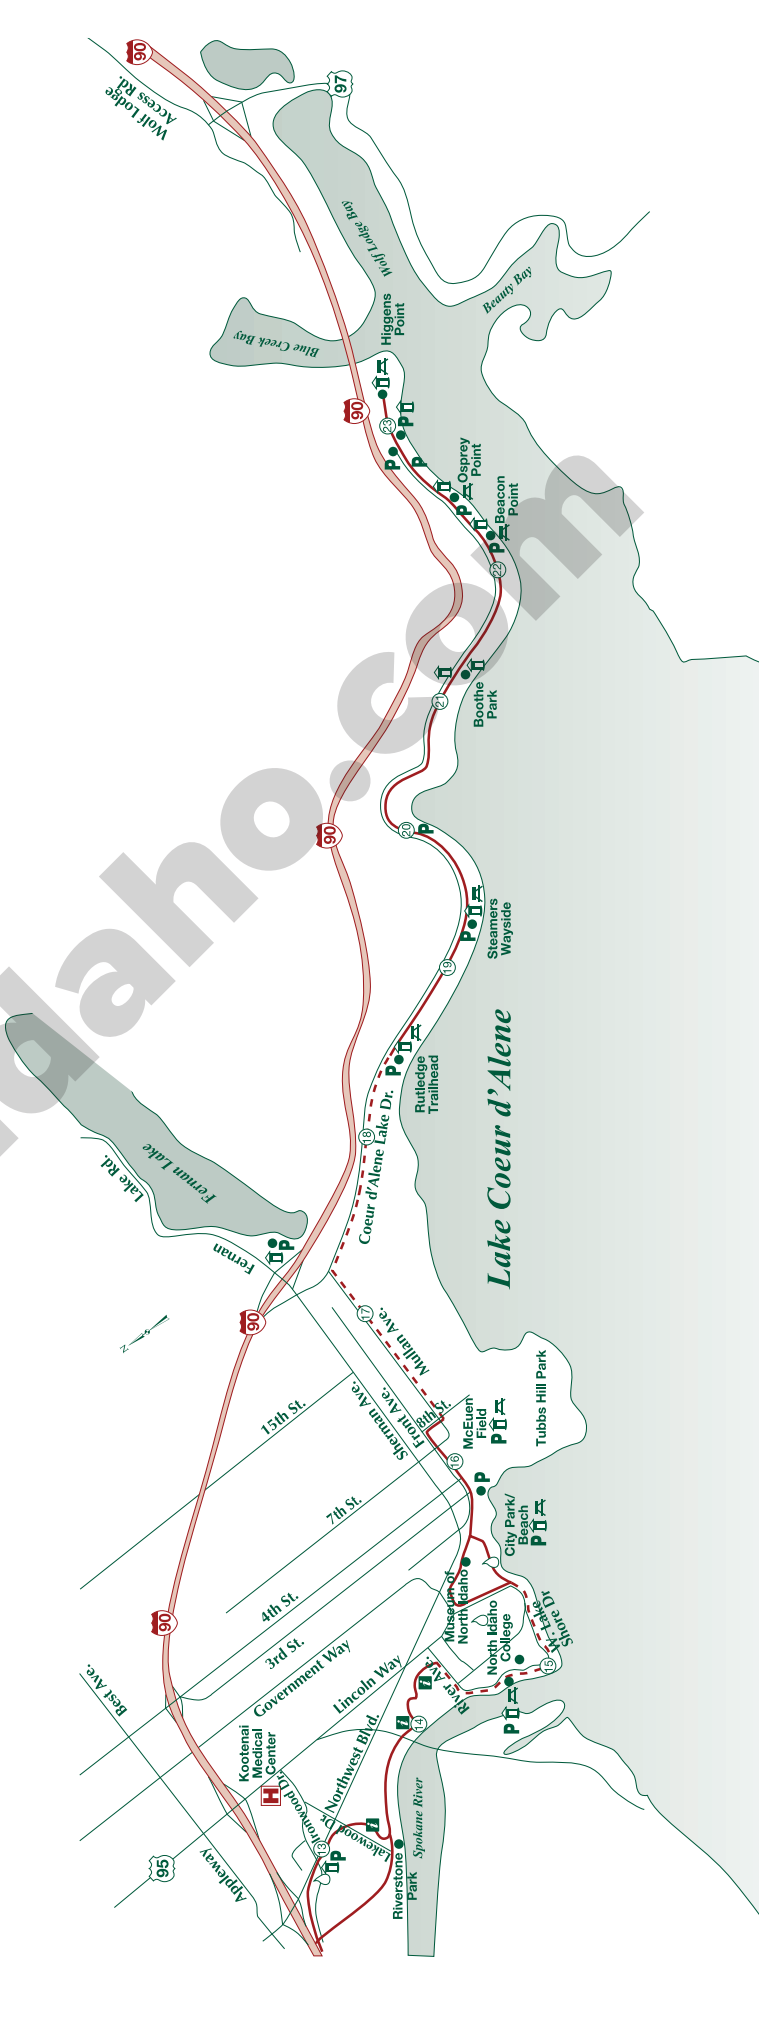 90
Wolf Lodge
Access Rd.
97
Wolf Lodge Bay
Beauty Bay
Blue Creek Bay
Higgens
Point
90
23
P
P
P
Osprey
Point
P
Beacon
Point
P
22
Boothe
Park
21
90
20
P
Steamers
Wayside
P
19
Rutledge
Trailhead
P
Coeur d'Alene Lake Dr.
18
Lake Coeur d'Alene
Fernan Lake
Lake Rd.
Fernan
P
90
N
S
17
Mullan Ave.
Sherman Ave.
Front Ave.
8th St.
15th St.
7th St.
4th St.
3rd St.
McEuen
Field
P
Tubbs Hill Park
16
P
City Park/
Beach
P
Museum of
North Idaho
North Idaho
College
W. Lake
Shore Dr
15
P
90
Best Ave.
Government Way
Lincoln Way
River Ave.
i
i
14
Northwest Blvd.
Kootenai
Medical
Center
H
Ironwood Dr.
Lakewood Dr.
i
13
P
95
Appleway
Riverstone
Park
Spokane River
daho.com